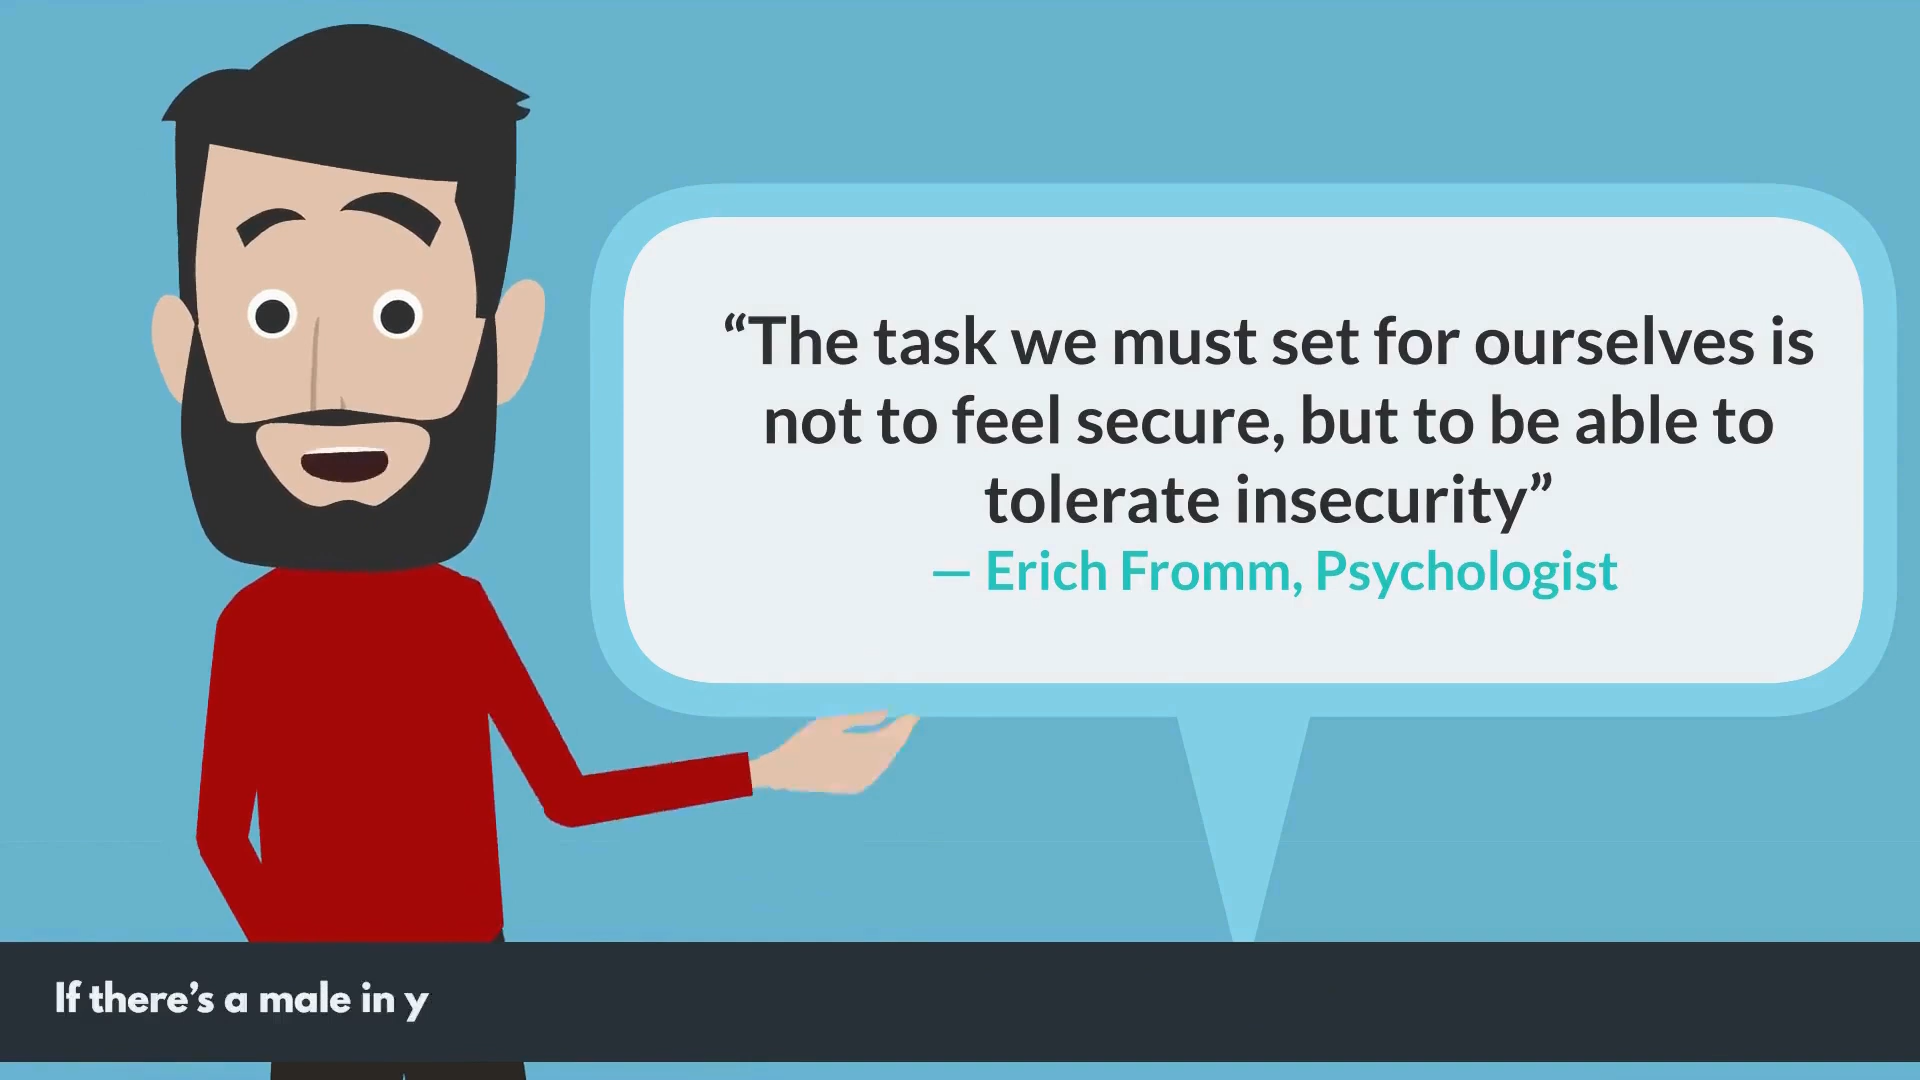 “The task we must set for ourselves is
not to feel secure, but to be able to
tolerate insecurity”
— Erich Fromm, Psychologist
If there’s a male in y